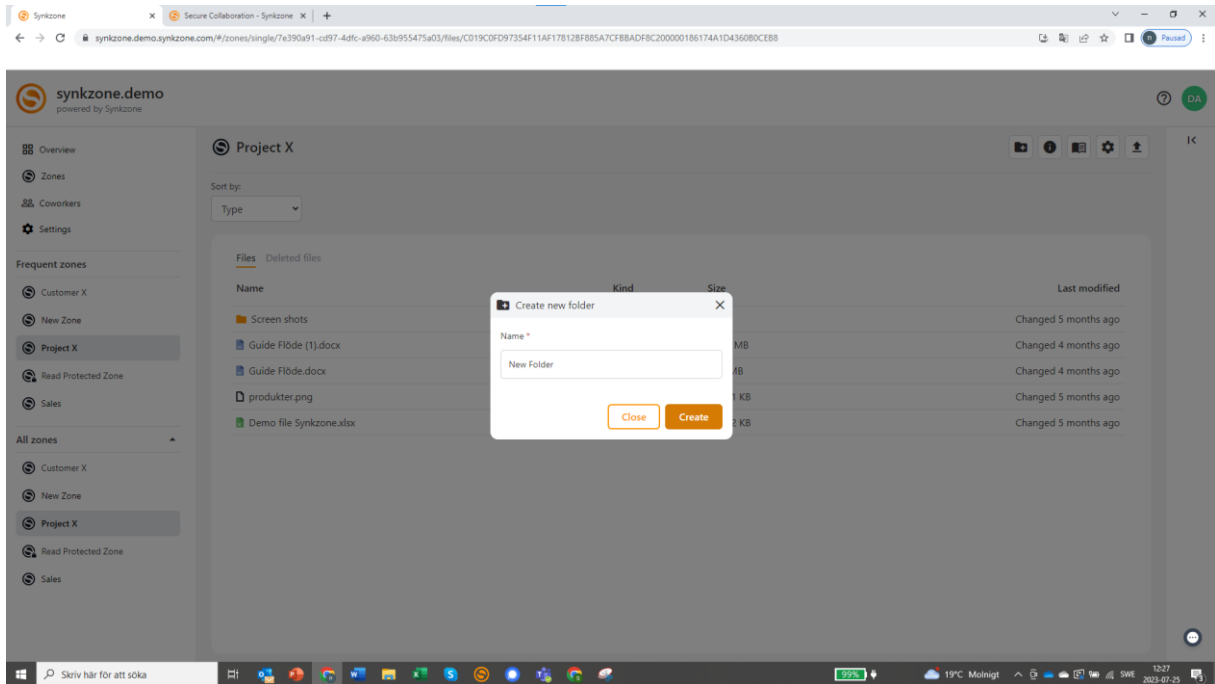 Synkzone
Secure Collaboration - Synkzone
synkzone.demo.synkzone.com/#/zones/single/7e390a91-cd97-4dfc-a960-63b955475a03/files/C019C0FD97354F11AF17812BF885A7CFBBADF8C200000186174A1D4360B0CEB8
n Pausad
synkzone.demo
powered by Synkzone
DA
Overview
Zones
Coworkers
Settings
Frequent zones
Customer X
New Zone
Project X
Read Protected Zone
Sales
All zones
Customer X
New Zone
Project X
Read Protected Zone
Sales
Project X
Sort by:
Type
Files Deleted files
Name Kind Size Last modified
Screen shots Changed 5 months ago
Guide Flöde (1).docx MB Changed 4 months ago
Guide Flöde.docx MB Changed 4 months ago
produkter.png KB Changed 5 months ago
Demo file Synkzone.xlsx KB Changed 5 months ago
Create new folder
Name *
New Folder
Close Create
Skriv här för att söka
99%
19°C Molnigt
SWE
12:27
2023-07-25